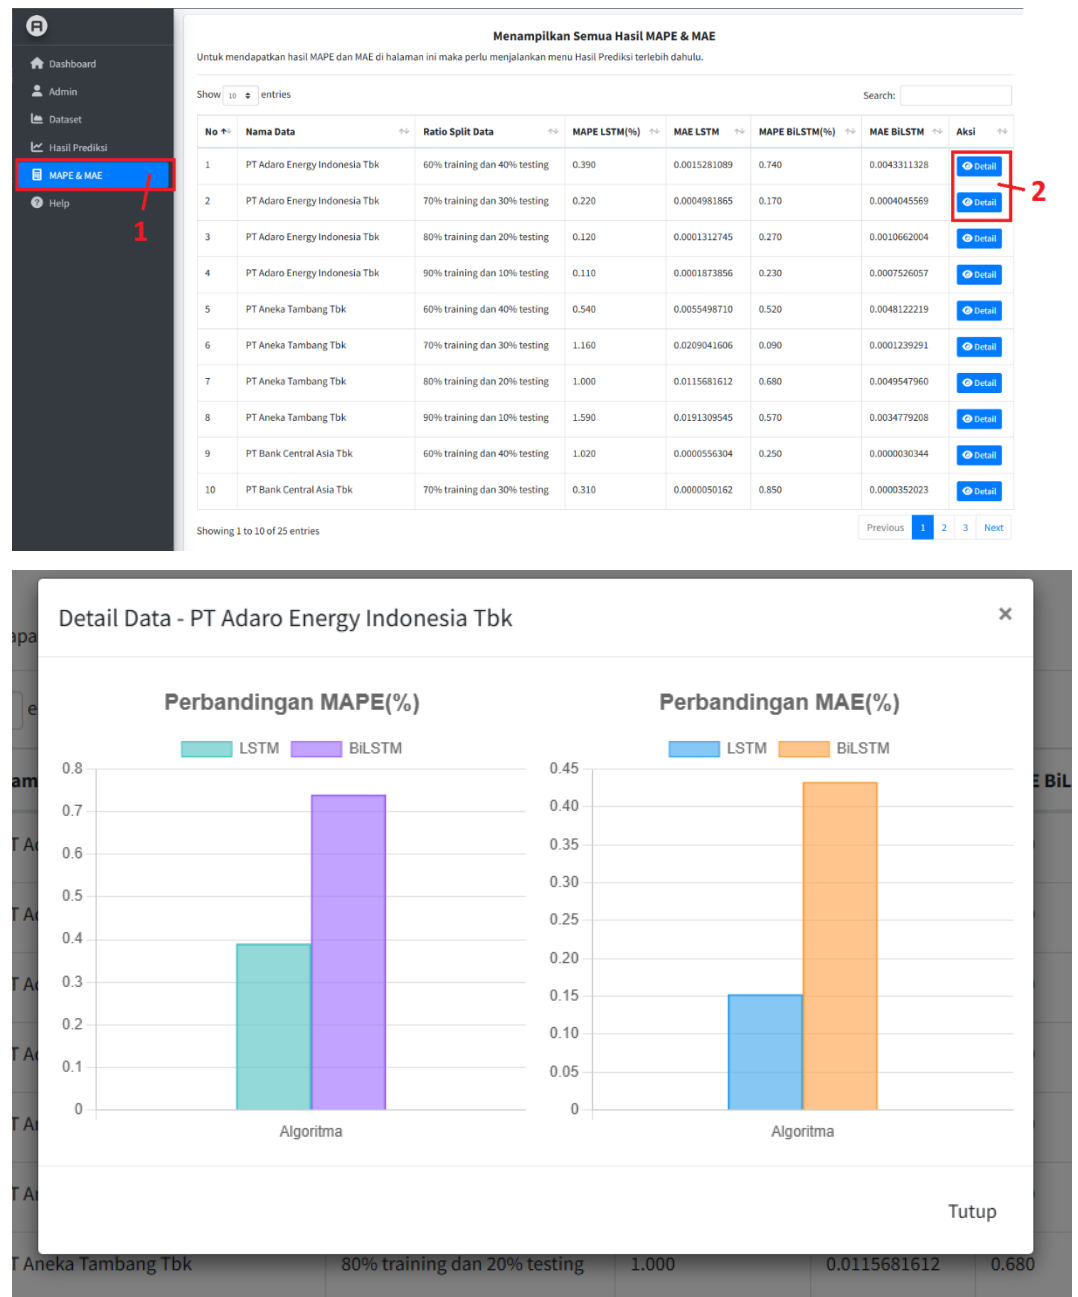 Menampilkan Semua Hasil MAPE & MAE
Untuk mendapatkan hasil MAPE dan MAE di halaman ini maka perlu menjalankan menu Hasil Prediksi terlebih dahulu.
Dashboard
Admin
Dataset
Hasil Prediksi
MAPE & MAE
Help
1
Show 10 entries
Search:
No Nama Data Ratio Split Data MAPE LSTM(%) MAE LSTM MAPE BiLSTM(%) MAE BiLSTM Aksi
1 PT Adaro Energy Indonesia Tbk 60% training dan 40% testing 0.390 0.0015281089 0.740 0.0043311328 Detail
2
2 PT Adaro Energy Indonesia Tbk 70% training dan 30% testing 0.220 0.0004981865 0.170 0.0004045569 Detail
3 PT Adaro Energy Indonesia Tbk 80% training dan 20% testing 0.120 0.0001312745 0.270 0.0010662004 Detail
4 PT Adaro Energy Indonesia Tbk 90% training dan 10% testing 0.110 0.0001873856 0.230 0.0007526057 Detail
5 PT Aneka Tambang Tbk 60% training dan 40% testing 0.540 0.0055498710 0.520 0.0048122219 Detail
6 PT Aneka Tambang Tbk 70% training dan 30% testing 1.160 0.0209041606 0.090 0.0001239291 Detail
7 PT Aneka Tambang Tbk 80% training dan 20% testing 1.000 0.0115681612 0.680 0.0049547960 Detail
8 PT Aneka Tambang Tbk 90% training dan 10% testing 1.590 0.0191309545 0.570 0.0034779208 Detail
9 PT Bank Central Asia Tbk 60% training dan 40% testing 1.020 0.0000556304 0.250 0.0000030344 Detail
10 PT Bank Central Asia Tbk 70% training dan 30% testing 0.310 0.0000050162 0.850 0.0000352023 Detail
Showing 1 to 10 of 25 entries
Previous 1 2 3 Next
Detail Data - PT Adaro Energy Indonesia Tbk ×
Perbandingan MAPE(%)
LSTM BiLSTM
0.8
0.7
0.6
0.5
0.4
0.3
0.2
0.1
0
Algoritma
Perbandingan MAE(%)
LSTM BiLSTM
0.45
0.40
0.35
0.30
0.25
0.20
0.15
0.10
0.05
0
Algoritma
Tutup
T Aneka Tambang Tbk 80% training dan 20% testing 1.000 0.0115681612 0.680